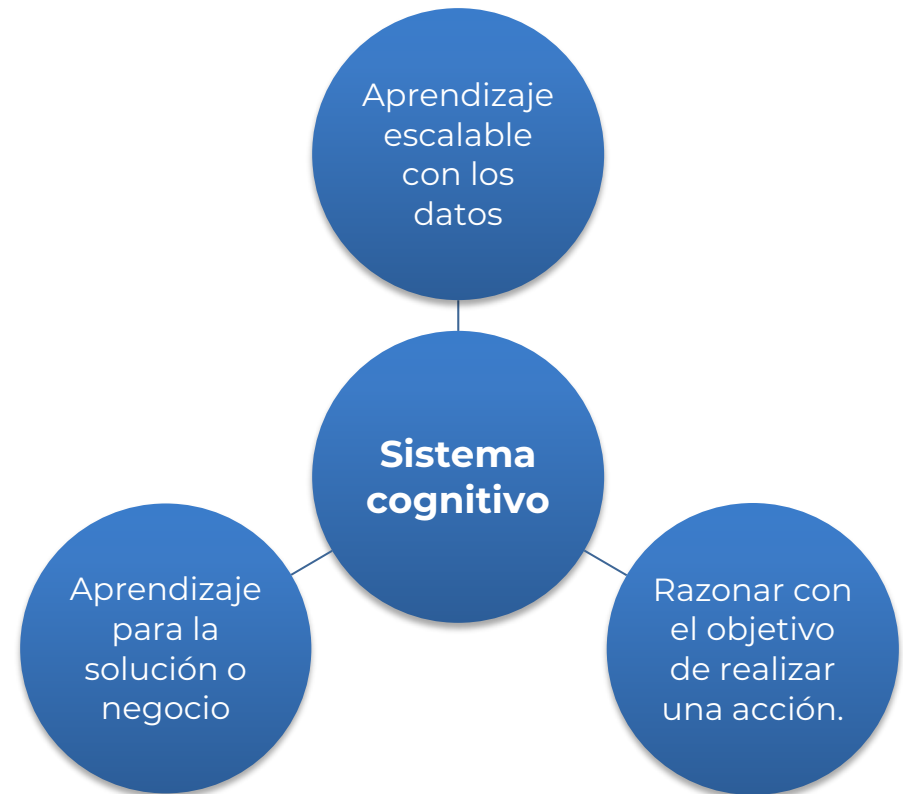 Aprendizaje
escalable
con los
datos
Sistema
cognitivo
Aprendizaje
para la
solución o
negocio
Razonar con
el objetivo
de realizar
una acción.